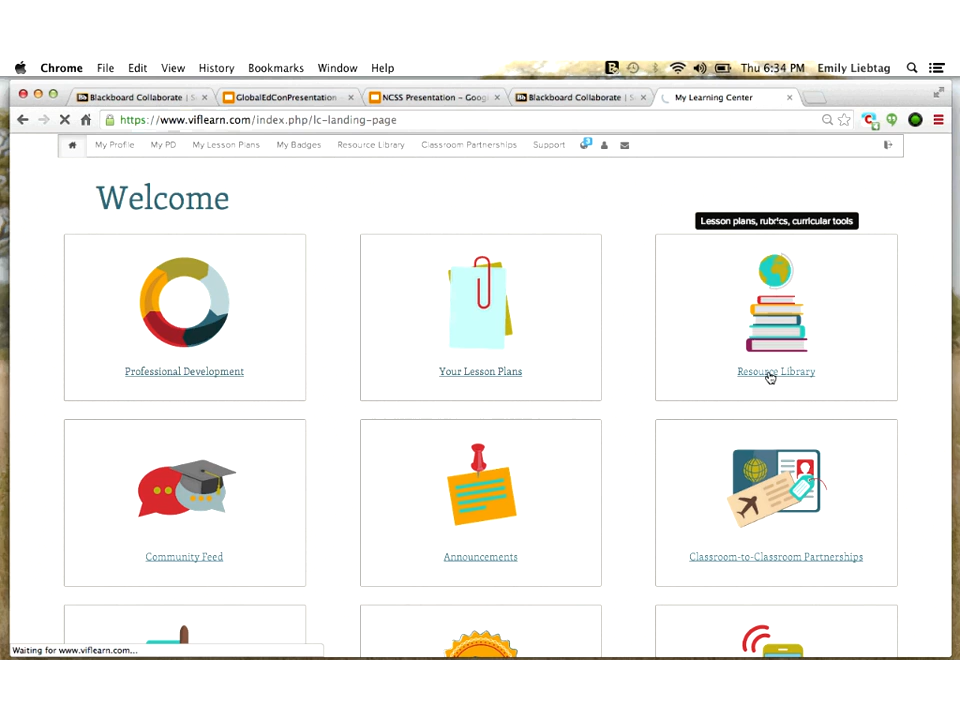 Chrome File Edit View History Bookmarks Window Help Thu 6:34 PM Emily Liebtag
Blackboard Collaborate | S GlobalEdConPresentation NCSS Presentation – Goog Blackboard Collaborate | S My Learning Center
https://www.viflearn.com/index.php/lc-landing-page
My Profile My PD My Lesson Plans My Badges Resource Library Classroom Partnerships Support
Welcome
Lesson plans, rubrics, curricular tools
Professional Development Your Lesson Plans Resource Library
Community Feed Announcements Classroom-to-Classroom Partnerships
Waiting for www.viflearn.com...